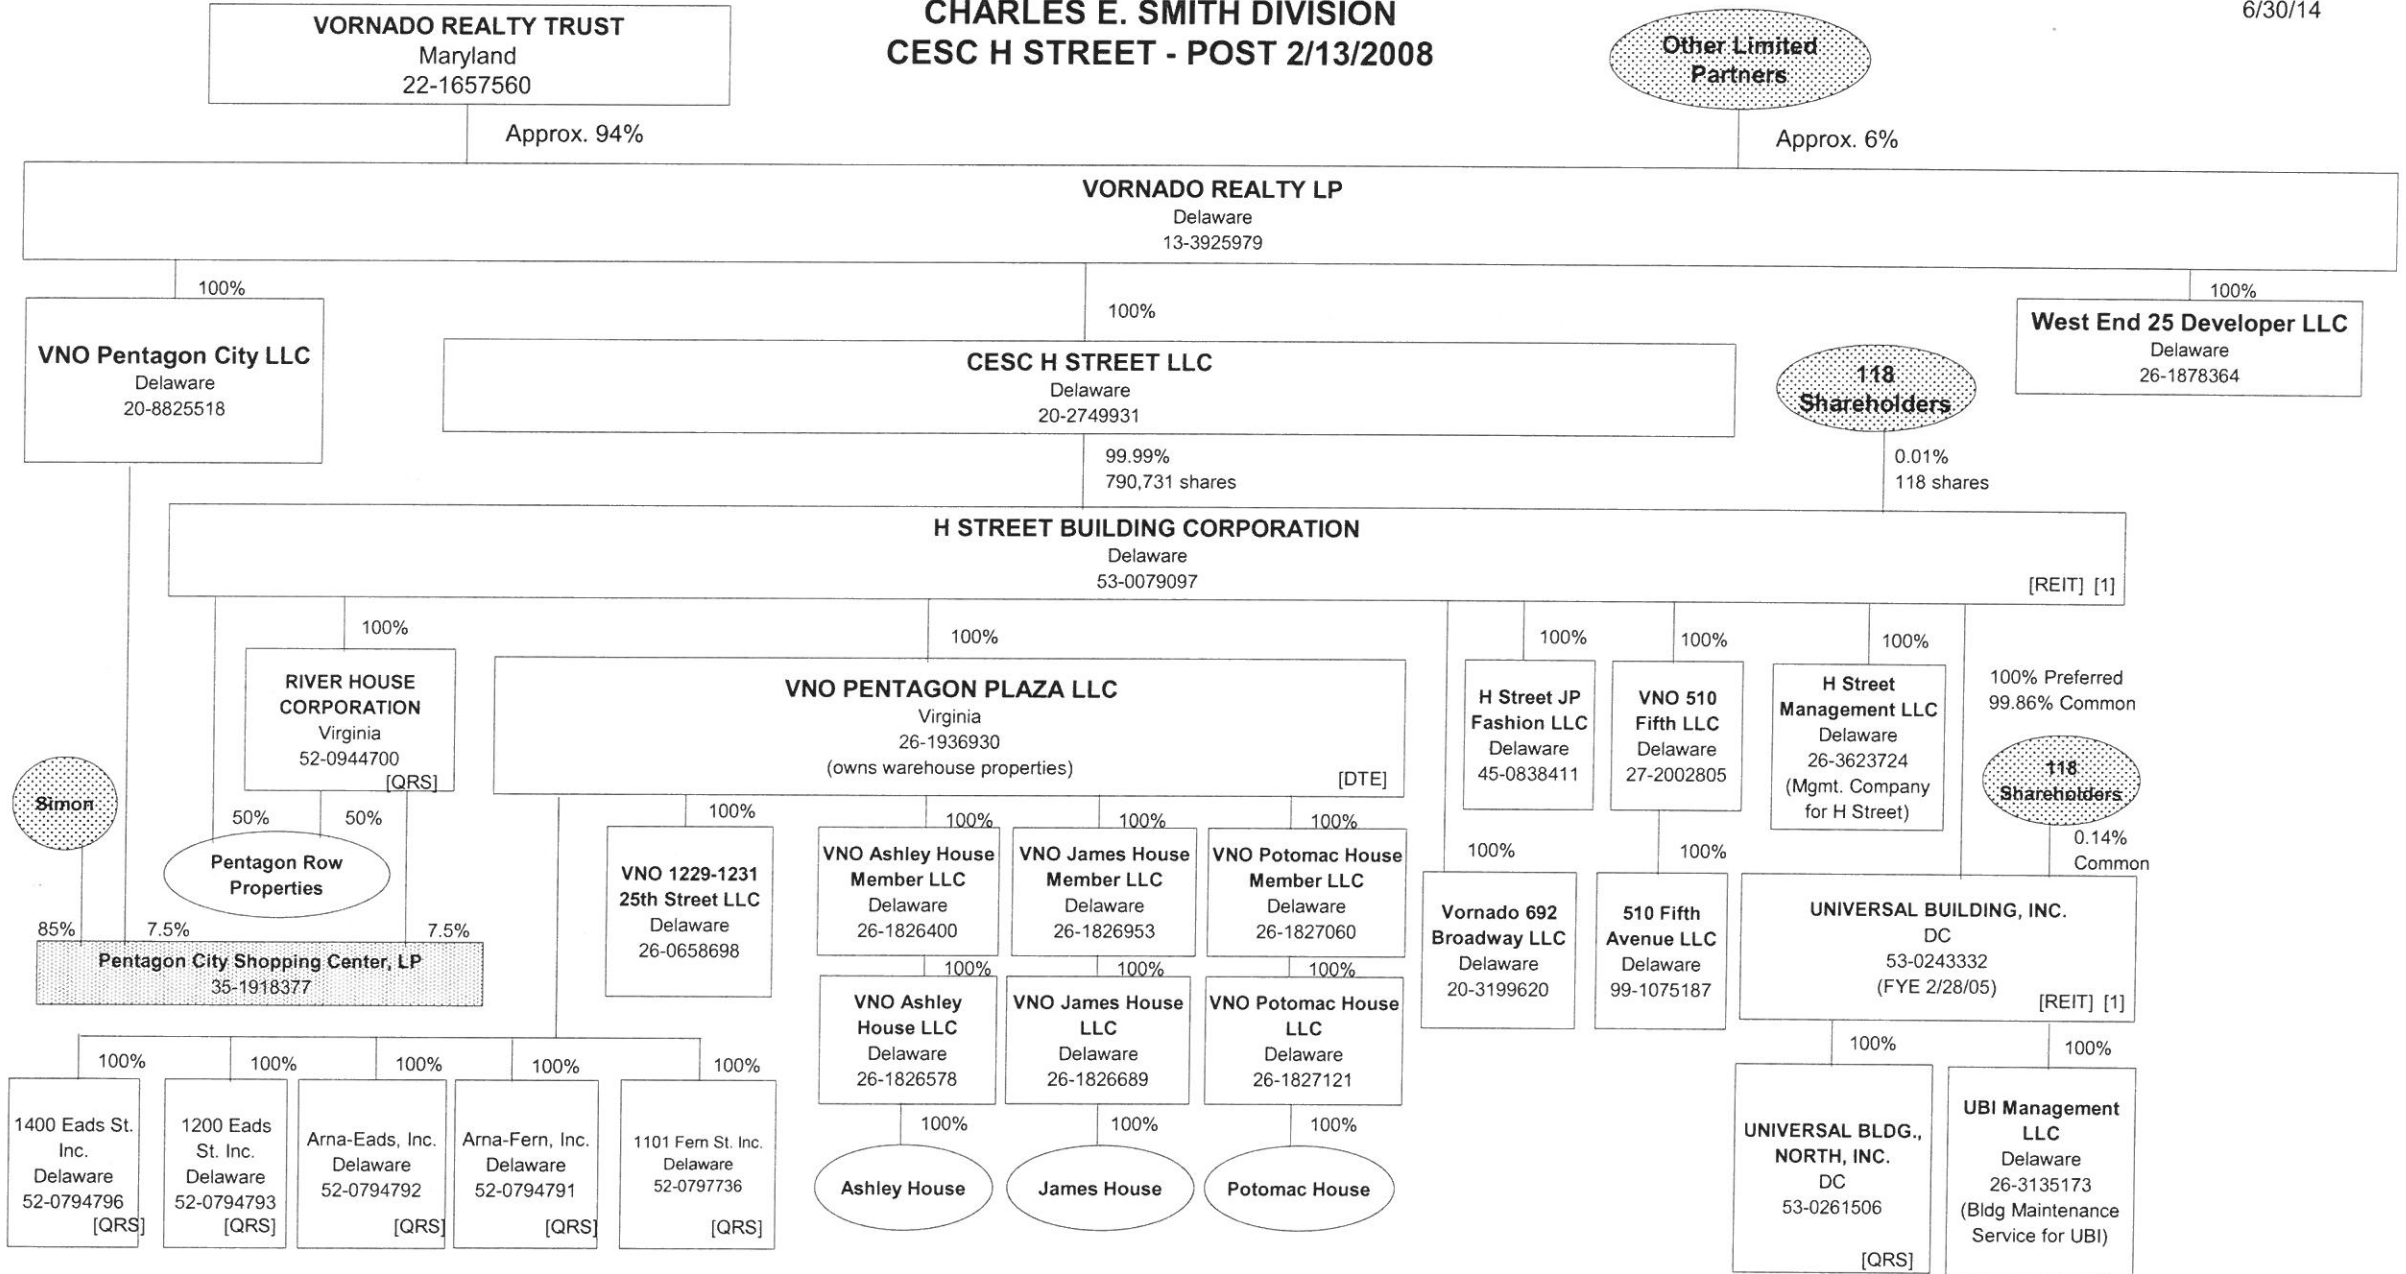 CHARLES E. SMITH DIVISION
CESC H STREET - POST 2/13/2008
6/30/14
VORNADO REALTY TRUST
Maryland
22-1657560
Other Limited
Partners
Approx. 94%
Approx. 6%
VORNADO REALTY LP
Delaware
13-3925979
100%
100%
100%
VNO Pentagon City LLC
Delaware
20-8825518
CESC H STREET LLC
Delaware
20-2749931
118
Shareholders
West End 25 Developer LLC
Delaware
26-1878364
99.99%
790,731 shares
0.01%
118 shares
H STREET BUILDING CORPORATION
Delaware
53-0079097
[REIT] [1]
100%
100%
100%
100%
100%
100% Preferred
99.86% Common
RIVER HOUSE
CORPORATION
Virginia
52-0944700
[QRS]
VNO PENTAGON PLAZA LLC
Virginia
26-1936930
(owns warehouse properties)
[DTE]
H Street JP
Fashion LLC
Delaware
45-0838411
VNO 510
Fifth LLC
Delaware
27-2002805
H Street
Management LLC
Delaware
26-3623724
(Mgmt. Company
for H Street)
118
Shareholders
0.14%
Common
Simon
50%
50%
Pentagon Row
Properties
85%
7.5%
7.5%
Pentagon City Shopping Center, LP
35-1918377
100%
VNO 1229-1231
25th Street LLC
Delaware
26-0658698
100%
VNO Ashley House
Member LLC
Delaware
26-1826400
100%
VNO James House
Member LLC
Delaware
26-1826953
100%
VNO Potomac House
Member LLC
Delaware
26-1827060
100%
Vornado 692
Broadway LLC
Delaware
20-3199620
100%
510 Fifth
Avenue LLC
Delaware
99-1075187
UNIVERSAL BUILDING, INC.
DC
53-0243332
(FYE 2/28/05)
[REIT] [1]
100%
VNO Ashley
House LLC
Delaware
26-1826578
100%
VNO James House
LLC
Delaware
26-1826689
100%
VNO Potomac House
LLC
Delaware
26-1827121
100%
1400 Eads St.
Inc.
Delaware
52-0794796
[QRS]
100%
1200 Eads
St. Inc.
Delaware
52-0794793
[QRS]
100%
Arna-Eads, Inc.
Delaware
52-0794792
[QRS]
100%
Arna-Fern, Inc.
Delaware
52-0794791
[QRS]
100%
1101 Fern St. Inc.
Delaware
52-0797736
[QRS]
100%
Ashley House
100%
James House
100%
Potomac House
100%
UNIVERSAL BLDG.,
NORTH, INC.
DC
53-0261506
[QRS]
100%
UBI Management
LLC
Delaware
26-3135173
(Bldg Maintenance
Service for UBI)